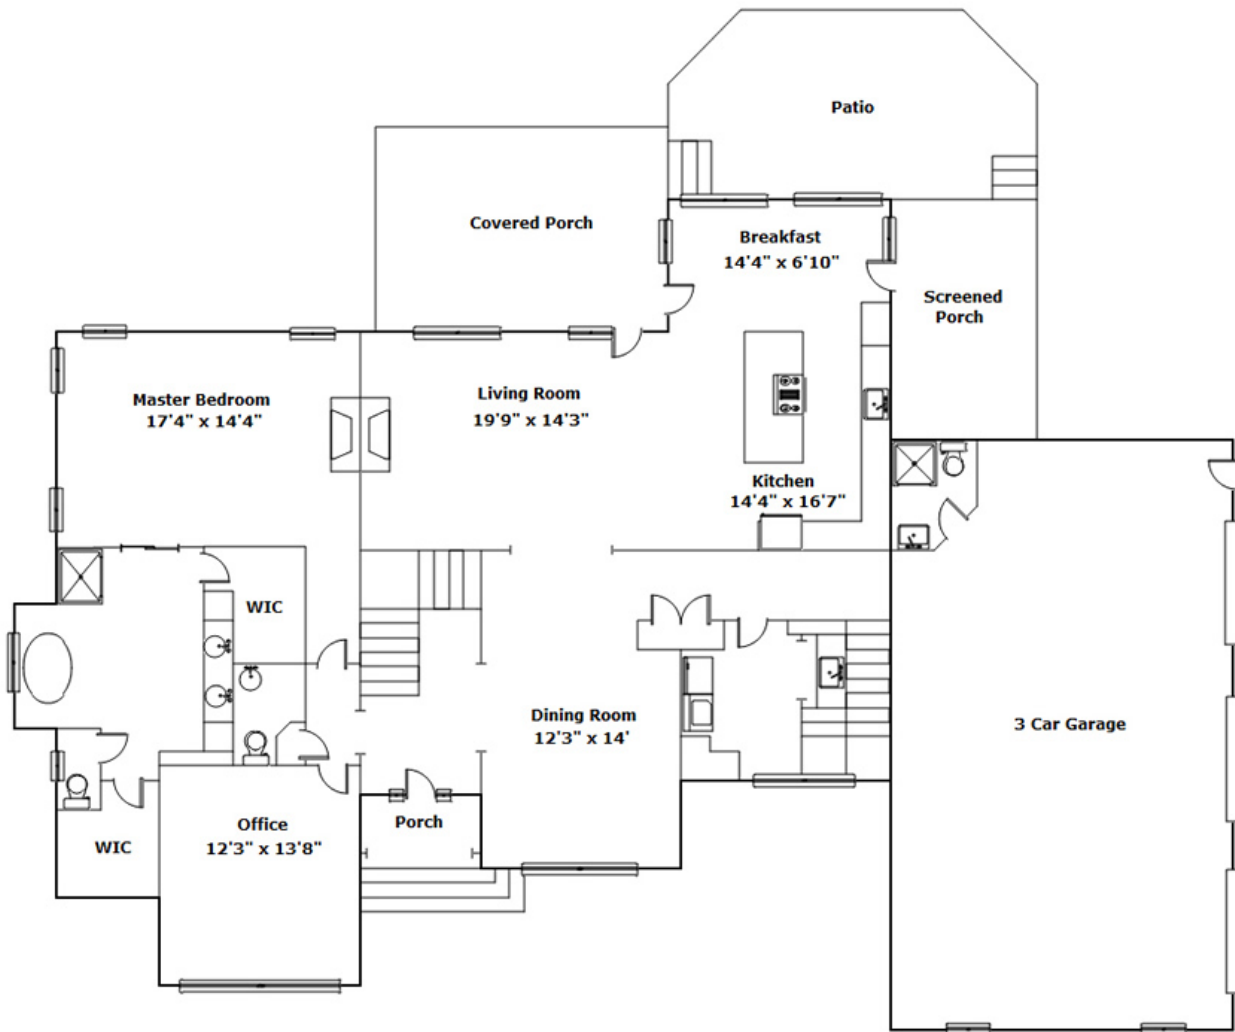 Patio
Covered Porch
Breakfast
14'4" x 6'10"
Screened
Porch
Master Bedroom
17'4" x 14'4"
Living Room
19'9" x 14'3"
Kitchen
14'4" x 16'7"
WIC
Dining Room
12'3" x 14'
3 Car Garage
Office
12'3" x 13'8"
Porch
WIC